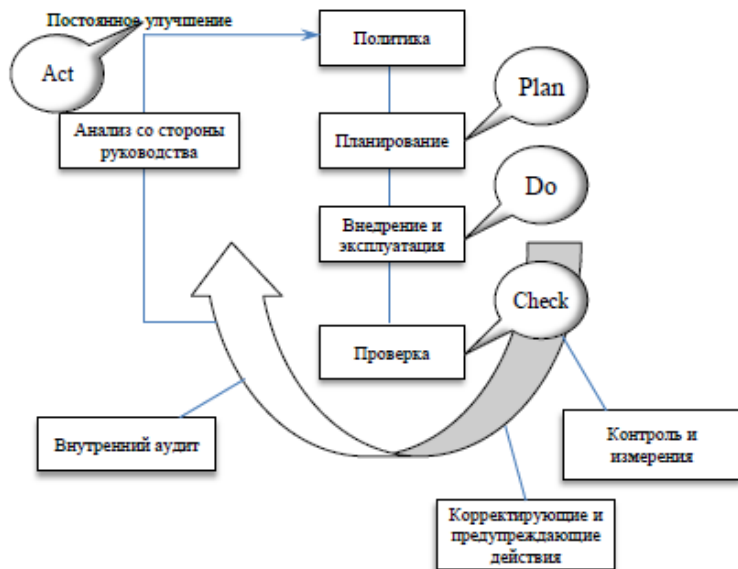 Постоянное улучшение
Политика
Act
Plan
Анализ со стороны
руководства
Планирование
Do
Внедрение и
эксплуатация
Check
Проверка
Внутренний аудит
Контроль и
измерения
Корректирующие и
предупреждающие
действия